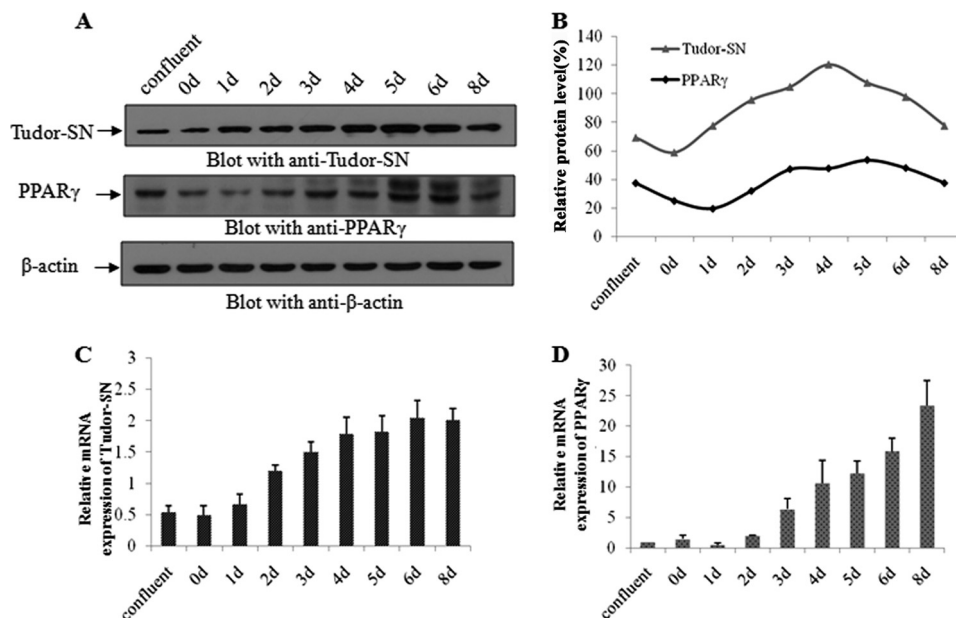 A
confluent 0d 1d 2d 3d 4d 5d 6d 8d
Tudor-SN
Blot with anti-Tudor-SN
PPARγ
Blot with anti-PPARγ
β-actin
Blot with anti-β-actin
B
Relative protein level(%)
140
120
100
80
60
40
20
0
Tudor-SN
PPARγ
confluent 0d 1d 2d 3d 4d 5d 6d 8d
C
Relative mRNA
expression of Tudor-SN
3
2.5
2
1.5
1
0.5
0
confluent 0d 1d 2d 3d 4d 5d 6d 8d
D
Relative mRNA
expression of PPARγ
30
25
20
15
10
5
0
confluent 0d 1d 2d 3d 4d 5d 6d 8d